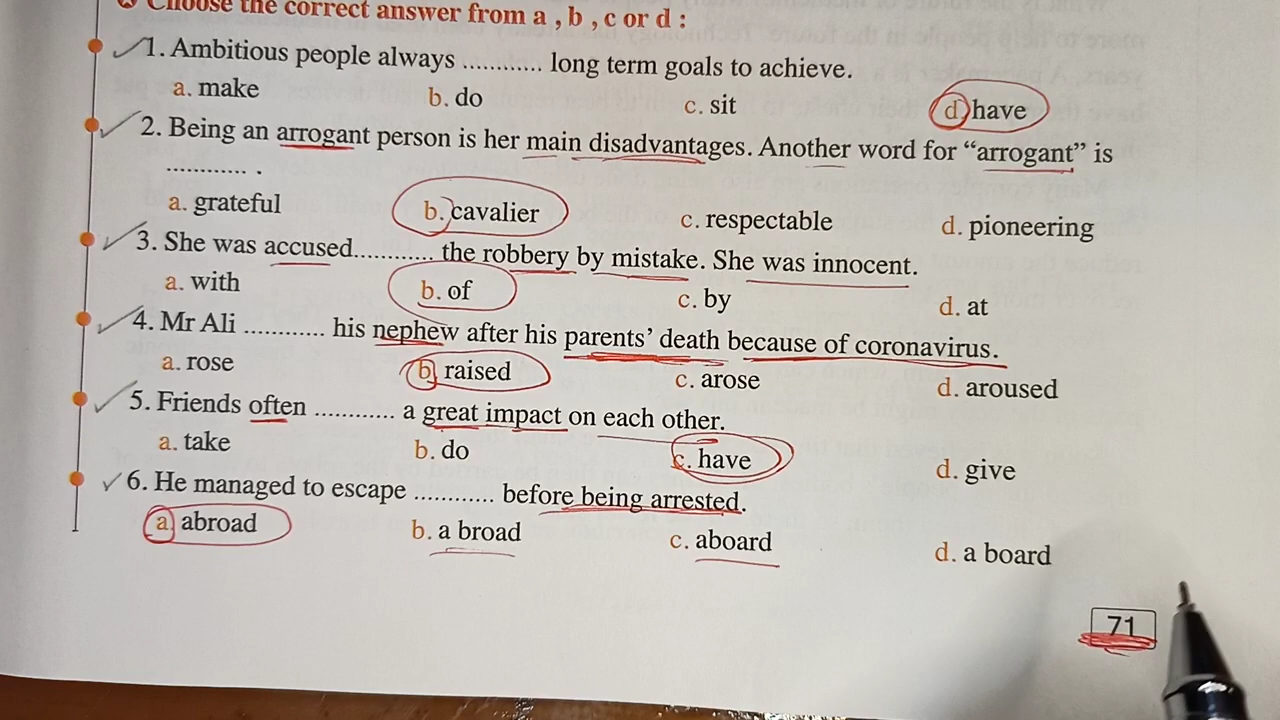 Choose the correct answer from a , b , c or d :
1. Ambitious people always ............ long term goals to achieve.
a. make b. do c. sit d. have
2. Being an arrogant person is her main disadvantages. Another word for “arrogant” is
............ .
a. grateful b. cavalier c. respectable d. pioneering
3. She was accused............ the robbery by mistake. She was innocent.
a. with b. of c. by d. at
4. Mr Ali ............ his nephew after his parents’ death because of coronavirus.
a. rose b. raised c. arose d. aroused
5. Friends often ............ a great impact on each other.
a. take b. do c. have d. give
6. He managed to escape ............ before being arrested.
a. abroad b. a broad c. aboard d. a board
71